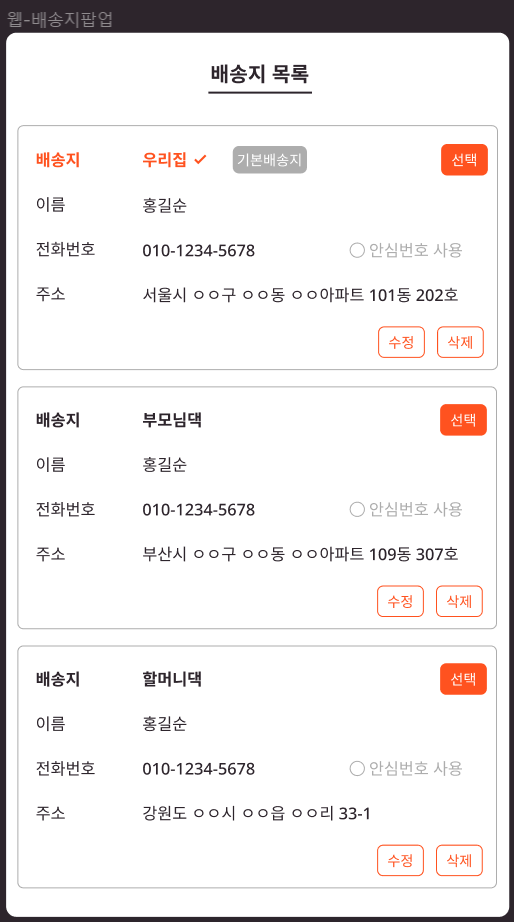 웹-배송지팝업
배송지 목록
배송지 우리집 기본배송지 선택
이름 홍길순
전화번호 010-1234-5678 안심번호 사용
주소 서울시 ㅇㅇ구 ㅇㅇ동 ㅇㅇ아파트 101동 202호
수정 삭제
배송지 부모님댁 선택
이름 홍길순
전화번호 010-1234-5678 안심번호 사용
주소 부산시 ㅇㅇ구 ㅇㅇ동 ㅇㅇ아파트 109동 307호
수정 삭제
배송지 할머니댁 선택
이름 홍길순
전화번호 010-1234-5678 안심번호 사용
주소 강원도 ㅇㅇ시 ㅇㅇ읍 ㅇㅇ리 33-1
수정 삭제